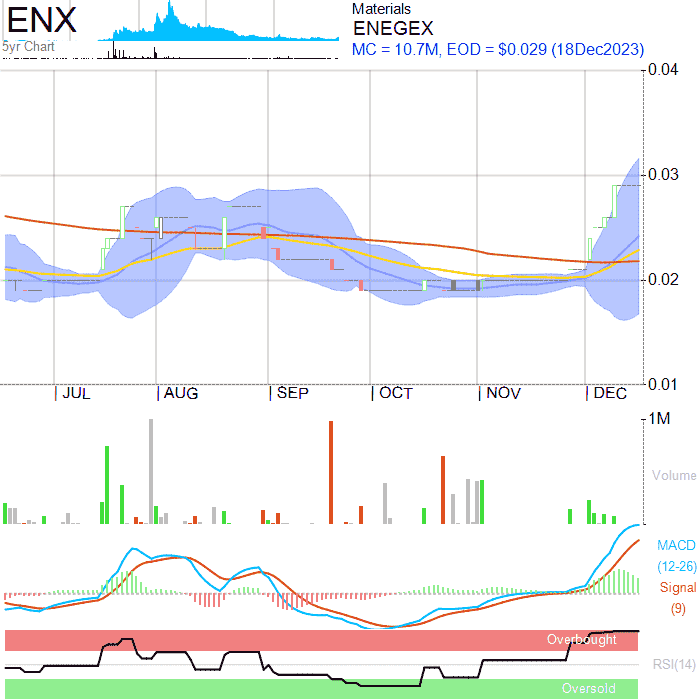 ENX
5yr Chart
Materials
ENEGEX
MC = 10.7M, EOD = $0.029 (18Dec2023)
0.04
0.03
0.02
0.01
JUL AUG SEP OCT NOV DEC
1M
Volume
MACD
(12-26)
Signal
(9)
Overbought
RSI(14)
Oversold